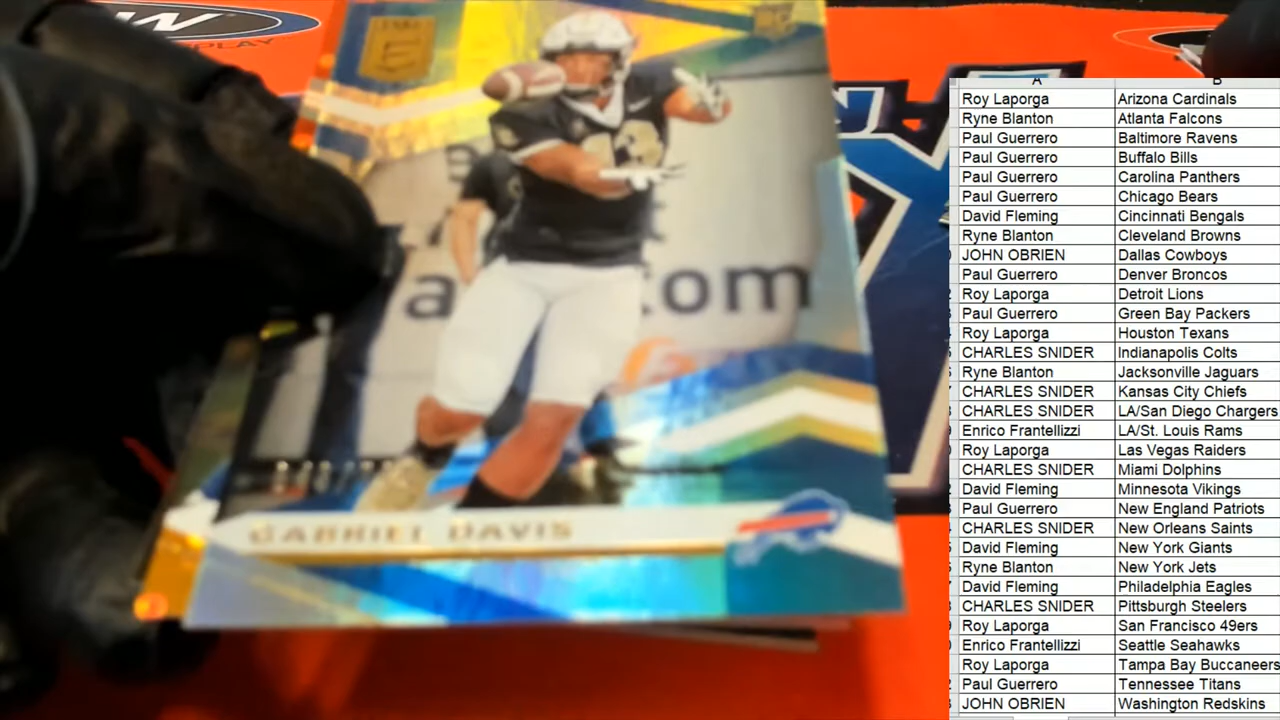 RC
E
13
a com
DAVIS
A B
Roy Laporga Arizona Cardinals
Ryne Blanton Atlanta Falcons
Paul Guerrero Baltimore Ravens
Paul Guerrero Buffalo Bills
Paul Guerrero Carolina Panthers
Paul Guerrero Chicago Bears
David Fleming Cincinnati Bengals
Ryne Blanton Cleveland Browns
JOHN OBRIEN Dallas Cowboys
Paul Guerrero Denver Broncos
Roy Laporga Detroit Lions
Paul Guerrero Green Bay Packers
Roy Laporga Houston Texans
CHARLES SNIDER Indianapolis Colts
Ryne Blanton Jacksonville Jaguars
CHARLES SNIDER Kansas City Chiefs
CHARLES SNIDER LA/San Diego Chargers
Enrico Frantellizzi LA/St. Louis Rams
Roy Laporga Las Vegas Raiders
CHARLES SNIDER Miami Dolphins
David Fleming Minnesota Vikings
Paul Guerrero New England Patriots
CHARLES SNIDER New Orleans Saints
David Fleming New York Giants
Ryne Blanton New York Jets
David Fleming Philadelphia Eagles
CHARLES SNIDER Pittsburgh Steelers
Roy Laporga San Francisco 49ers
Enrico Frantellizzi Seattle Seahawks
Roy Laporga Tampa Bay Buccaneers
Paul Guerrero Tennessee Titans
JOHN OBRIEN Washington Redskins